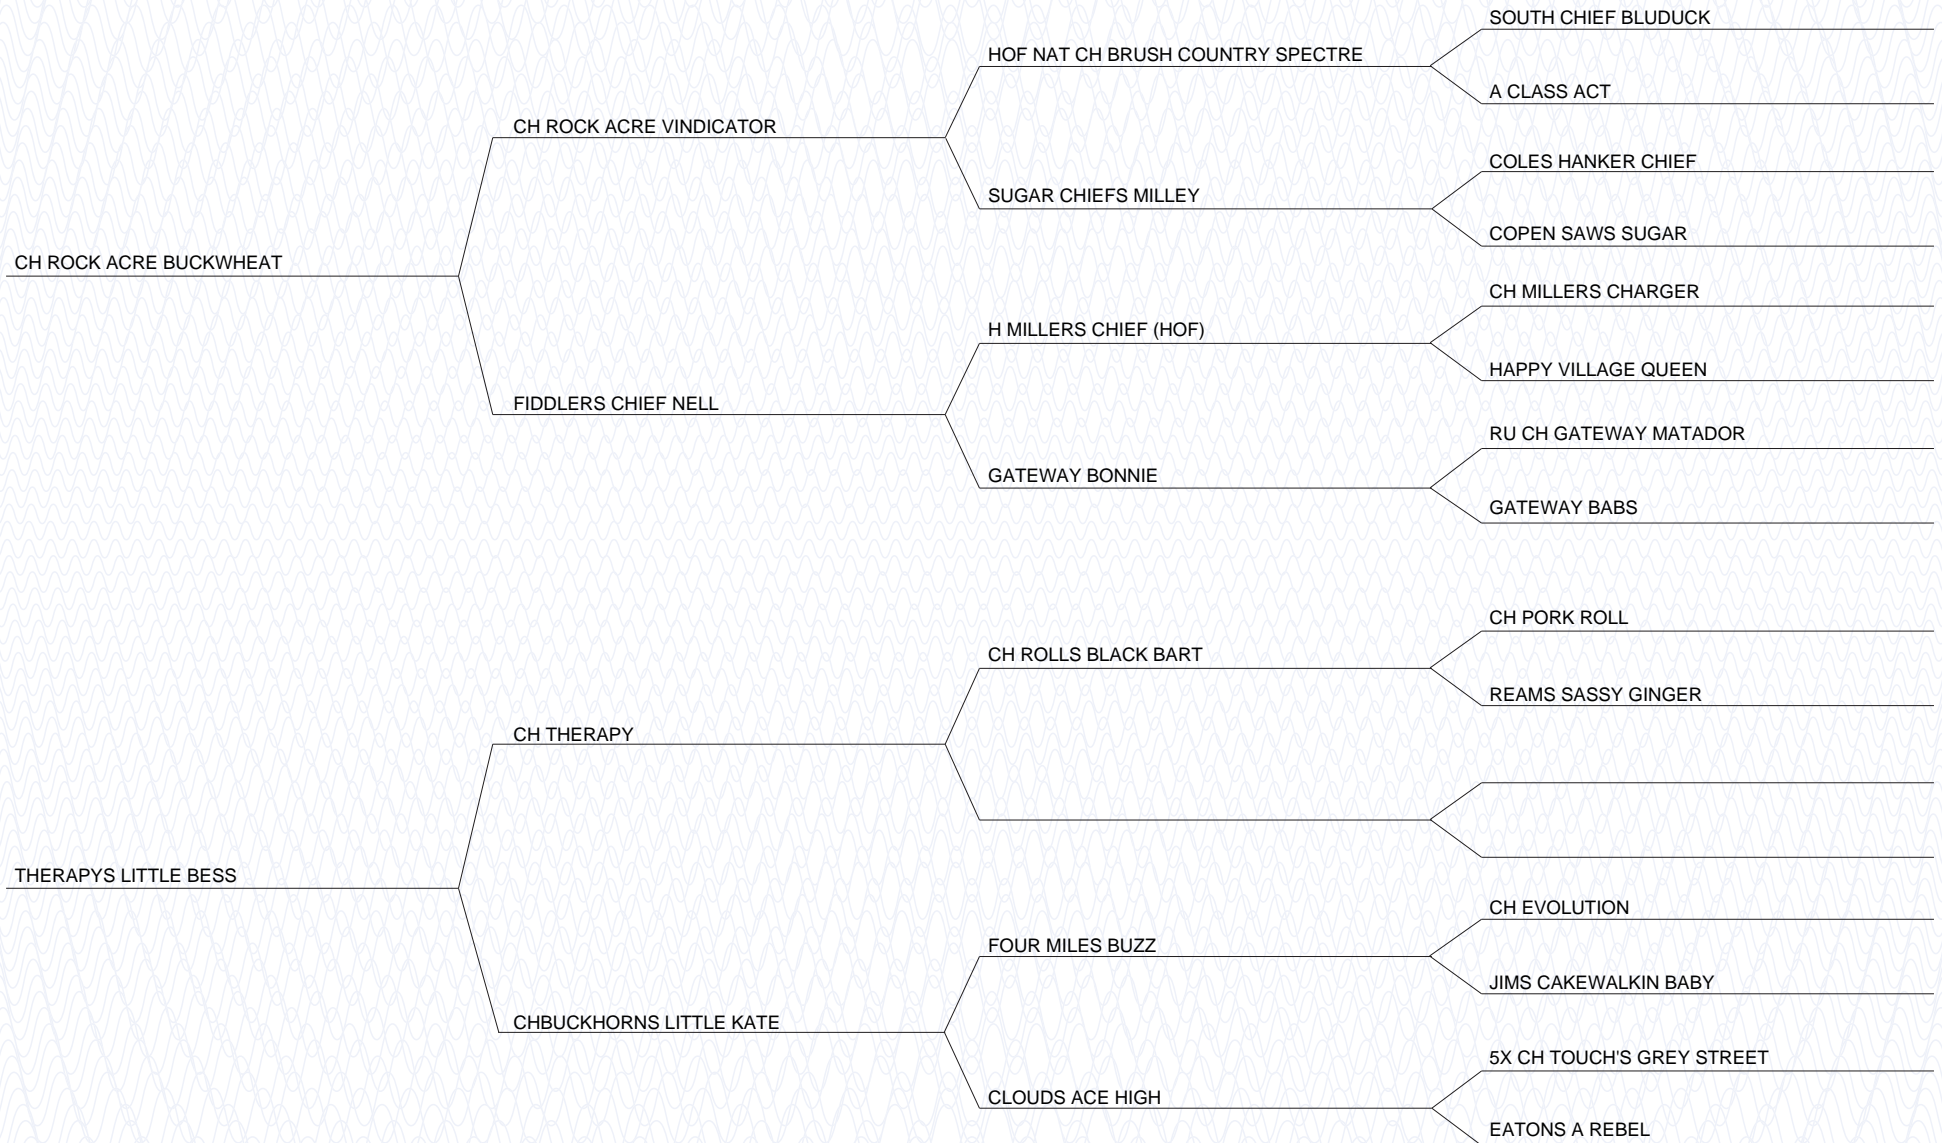 SOUTH CHIEF BLUDUCK
HOF NAT CH BRUSH COUNTRY SPECTRE
A CLASS ACT
CH ROCK ACRE VINDICATOR
COLES HANKER CHIEF
SUGAR CHIEFS MILLEY
COPEN SAWS SUGAR
CH ROCK ACRE BUCKWHEAT
CH MILLERS CHARGER
H MILLERS CHIEF (HOF)
HAPPY VILLAGE QUEEN
FIDDLERS CHIEF NELL
RU CH GATEWAY MATADOR
GATEWAY BONNIE
GATEWAY BABS
CH PORK ROLL
CH ROLLS BLACK BART
REAMS SASSY GINGER
CH THERAPY
THERAPYS LITTLE BESS
CH EVOLUTION
FOUR MILES BUZZ
JIMS CAKEWALKIN BABY
CHBUCKHORNS LITTLE KATE
5X CH TOUCH'S GREY STREET
CLOUDS ACE HIGH
EATONS A REBEL